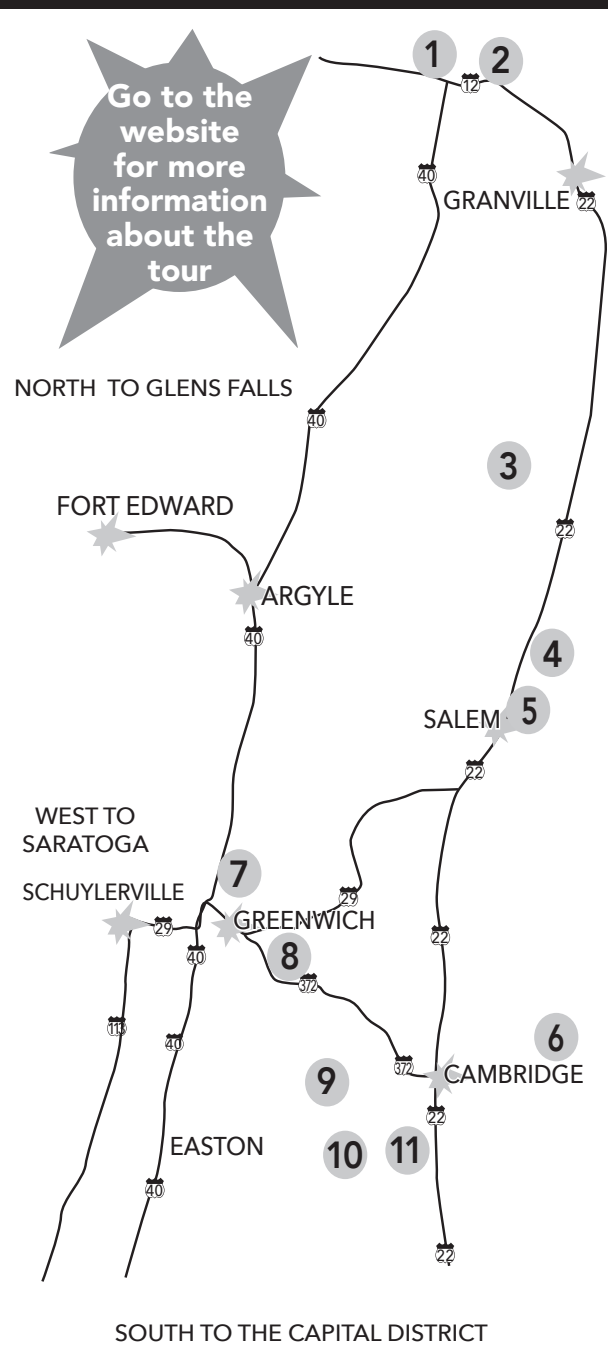 Go to the
website
for more
information
about the
tour
1
2
12
40
GRANVILLE
22
NORTH TO GLENS FALLS
40
3
FORT EDWARD
22
ARGYLE
40
4
5
SALEM
22
WEST TO
SARATOGA
7
SCHUYLERVILLE
29
GREENWICH
29
40
8
22
372
113
40
6
372
CAMBRIDGE
9
22
EASTON
10
11
40
22
SOUTH TO THE CAPITAL DISTRICT